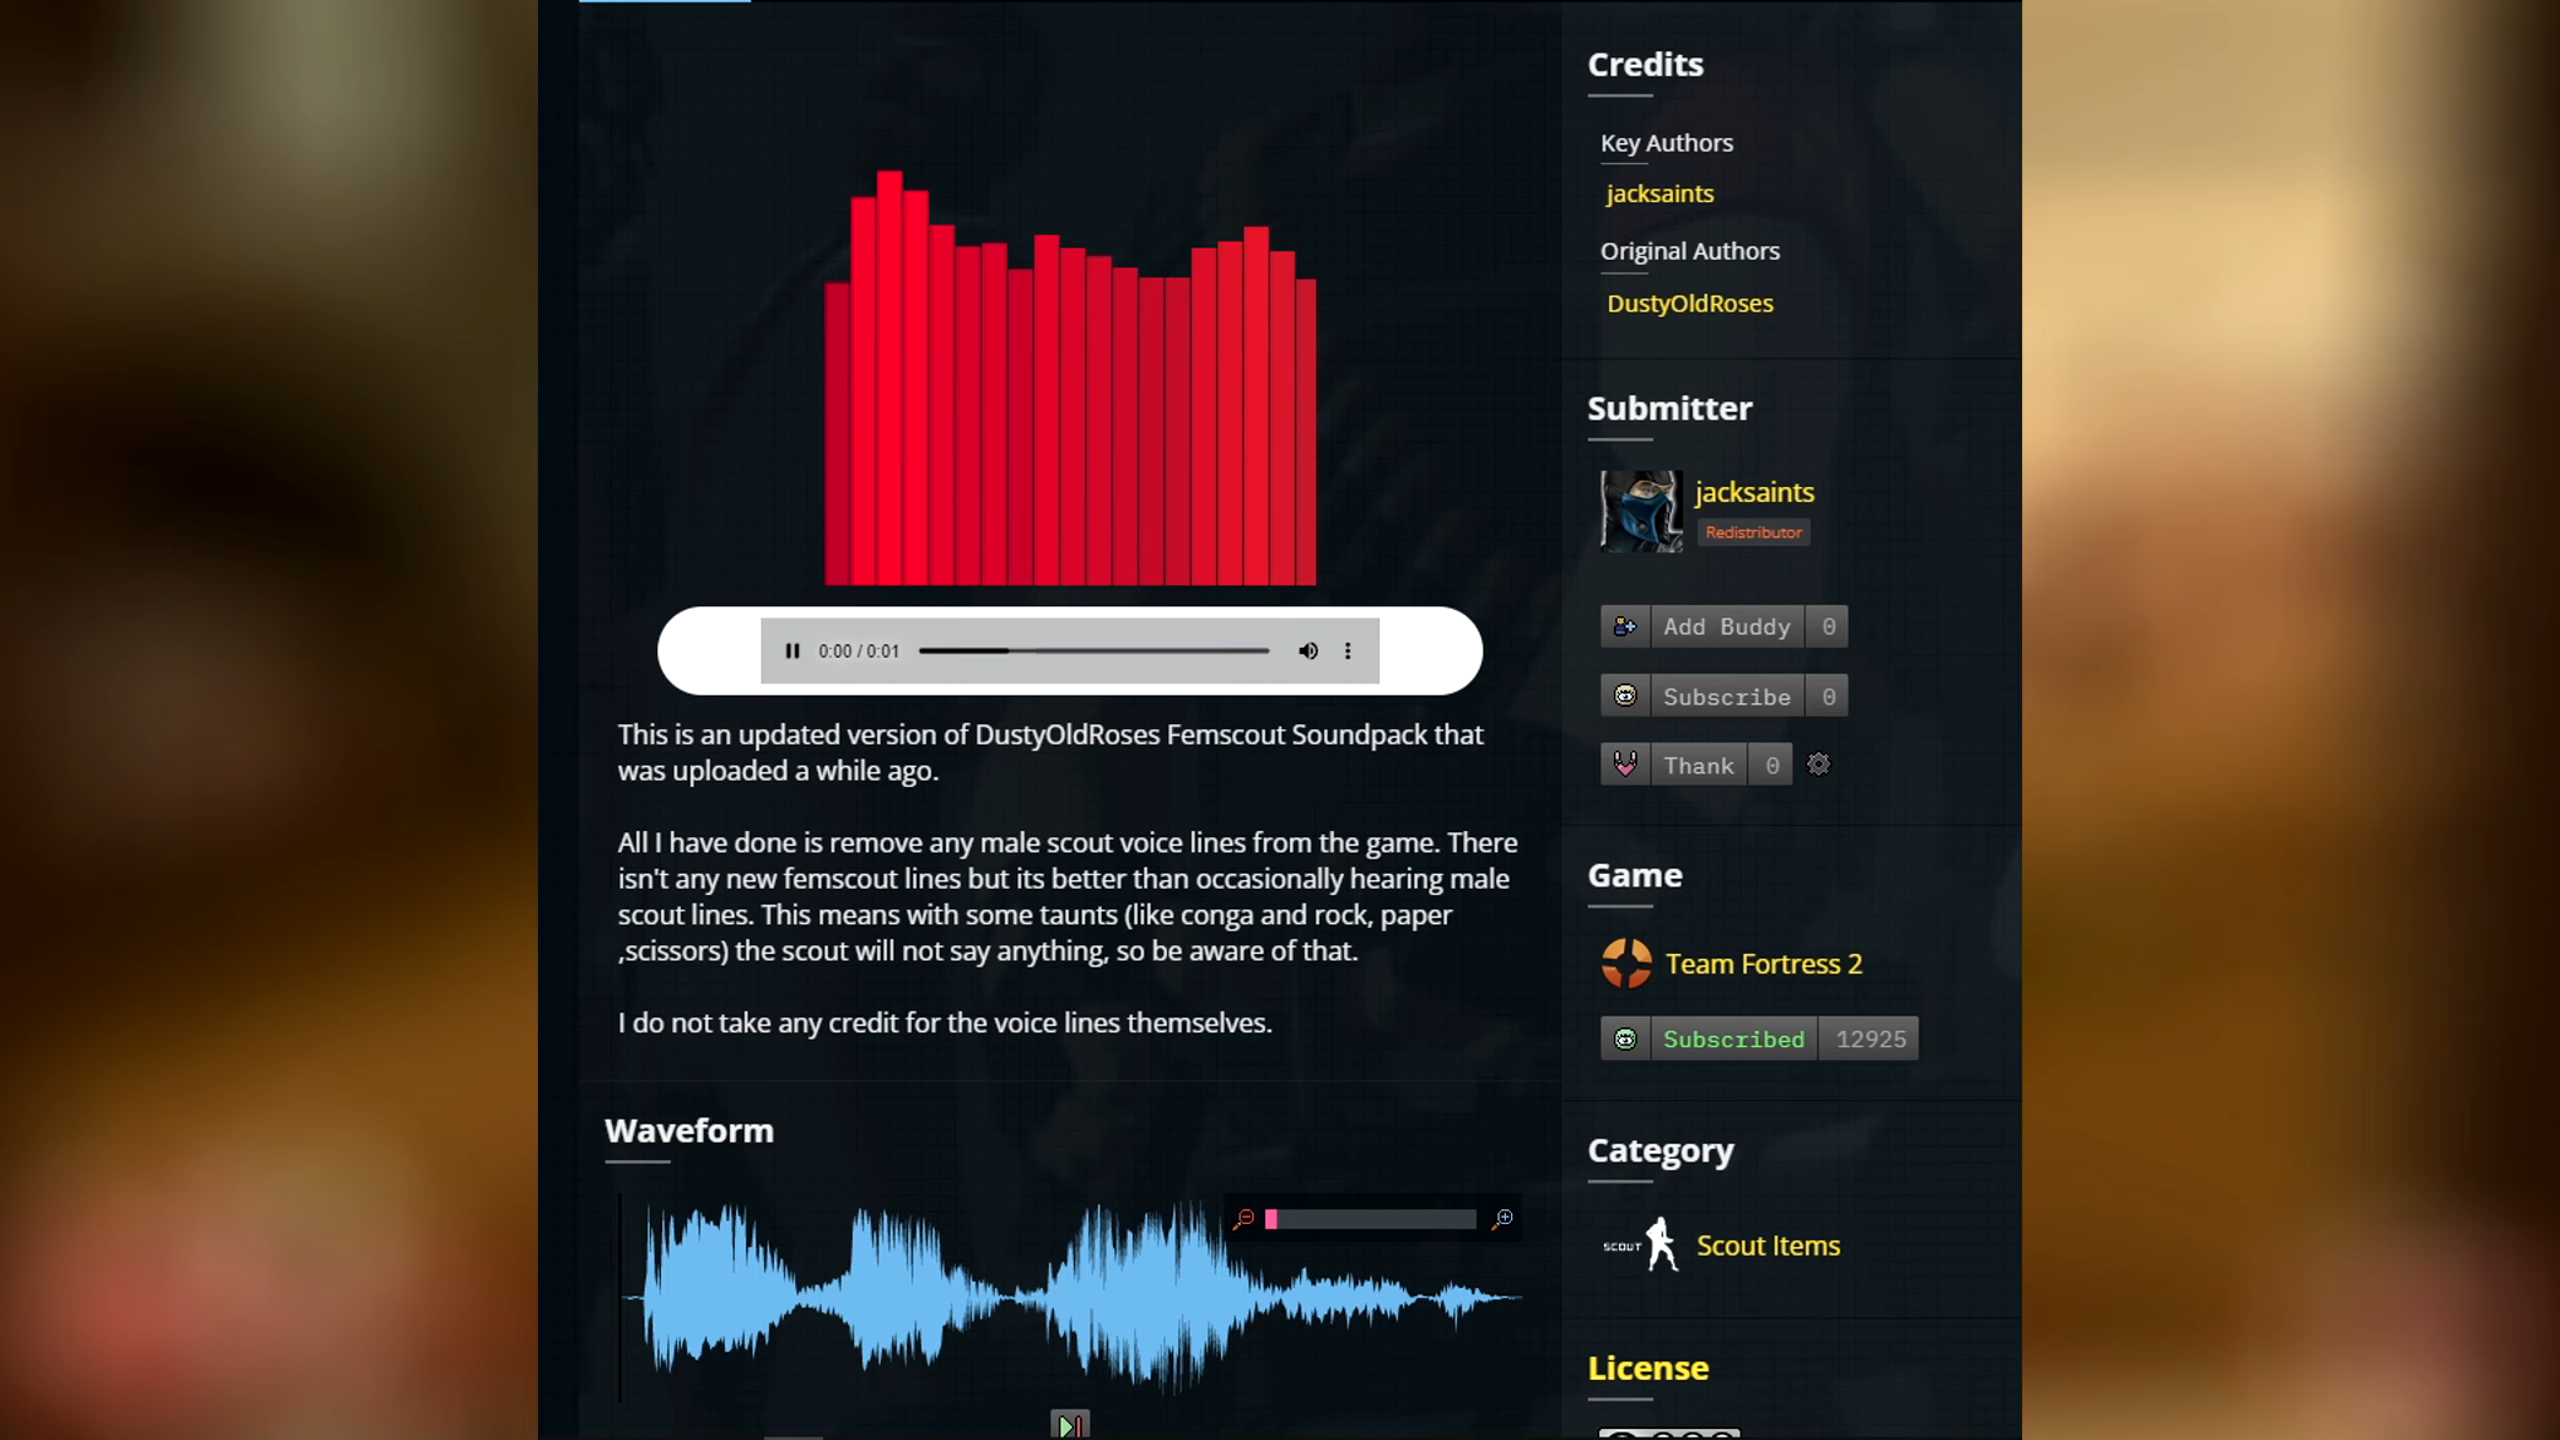 0:00 / 0:01
This is an updated version of DustyOldRoses Femscout Soundpack that
was uploaded a while ago.
All I have done is remove any male scout voice lines from the game. There
isn't any new femscout lines but its better than occasionally hearing male
scout lines. This means with some taunts (like conga and rock, paper
,scissors) the scout will not say anything, so be aware of that.
I do not take any credit for the voice lines themselves.
Waveform
Credits
Key Authors
jacksaints
Original Authors
DustyOldRoses
Submitter
jacksaints
Redistributor
Add Buddy 0
Subscribe 0
Thank 0
Game
Team Fortress 2
Subscribed 12925
Category
SCOUT Scout Items
License